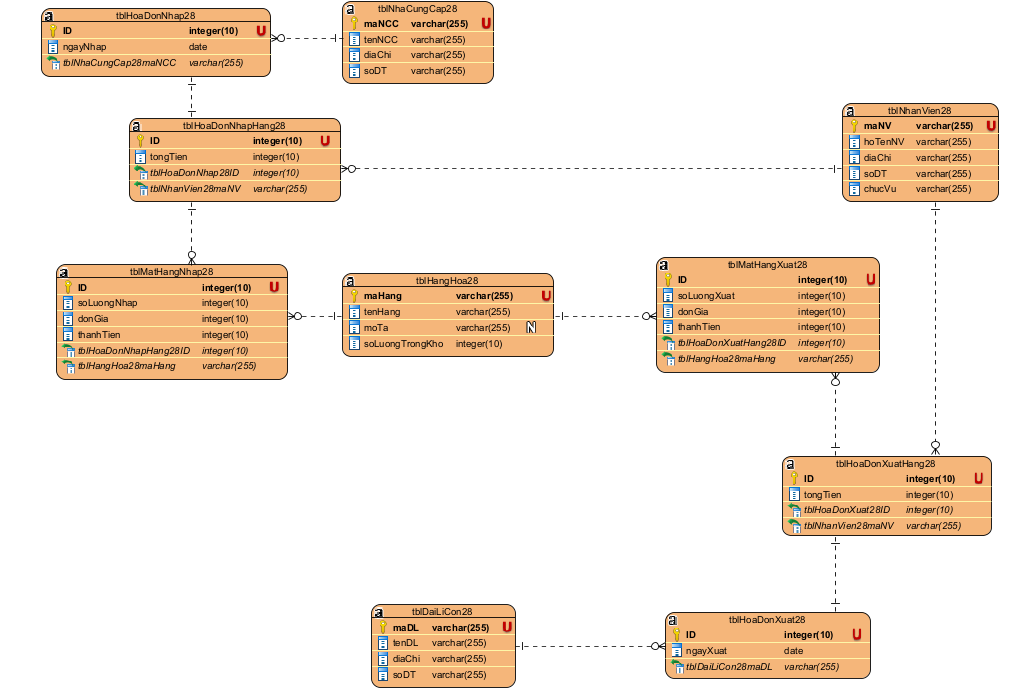 tblHoaDonNhap28
ID integer(10) U
ngayNhap date
tblNhaCungCap28maNCC varchar(255)
tblNhaCungCap28
maNCC varchar(255) U
tenNCC varchar(255)
diaChi varchar(255)
soDT varchar(255)
tblHoaDonNhapHang28
ID integer(10) U
tongTien integer(10)
tblHoaDonNhap28ID integer(10)
tblNhanVien28maNV varchar(255)
tblNhanVien28
maNV varchar(255) U
hoTenNV varchar(255)
diaChi varchar(255)
soDT varchar(255)
chucVu varchar(255)
tblMatHangNhap28
ID integer(10) U
soLuongNhap integer(10)
donGia integer(10)
thanhTien integer(10)
tblHoaDonNhapHang28ID integer(10)
tblHangHoa28maHang varchar(255)
tblHangHoa28
maHang varchar(255) U
tenHang varchar(255)
moTa varchar(255) N
soLuongTrongKho integer(10)
tblMatHangXuat28
ID integer(10) U
soLuongXuat integer(10)
donGia integer(10)
thanhTien integer(10)
tblHoaDonXuatHang28ID integer(10)
tblHangHoa28maHang varchar(255)
tblHoaDonXuatHang28
ID integer(10) U
tongTien integer(10)
tblHoaDonXuat28ID integer(10)
tblNhanVien28maNV varchar(255)
tblDaiLiCon28
maDL varchar(255) U
tenDL varchar(255)
diaChi varchar(255)
soDT varchar(255)
tblHoaDonXuat28
ID integer(10) U
ngayXuat date
tblDaiLiCon28maDL varchar(255)